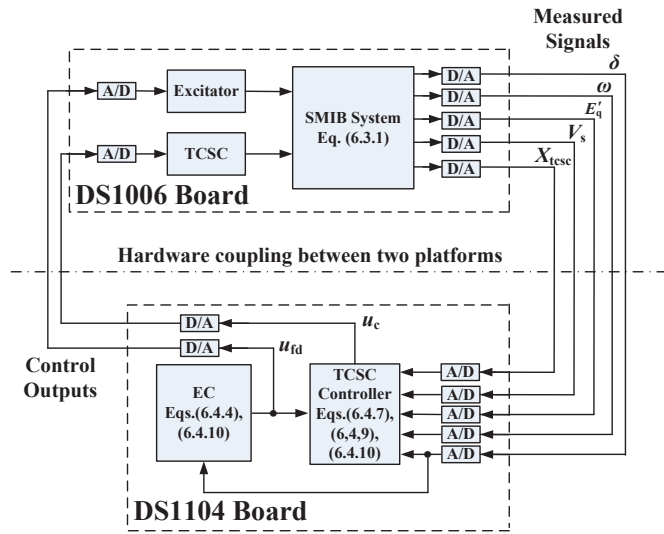 Measured
Signals
A/D
Excitator
A/D
TCSC
SMIB System
Eq. (6.3.1)
D/A
D/A
D/A
D/A
D/A
δ
ω
E′q
Vs
Xtcsc
DS1006 Board
Hardware coupling between two platforms
D/A
D/A
uc
ufd
Control
Outputs
EC
Eqs.(6.4.4),
(6.4.10)
TCSC
Controller
Eqs.(6.4.7),
(6,4,9),
(6.4.10)
A/D
A/D
A/D
A/D
A/D
DS1104 Board